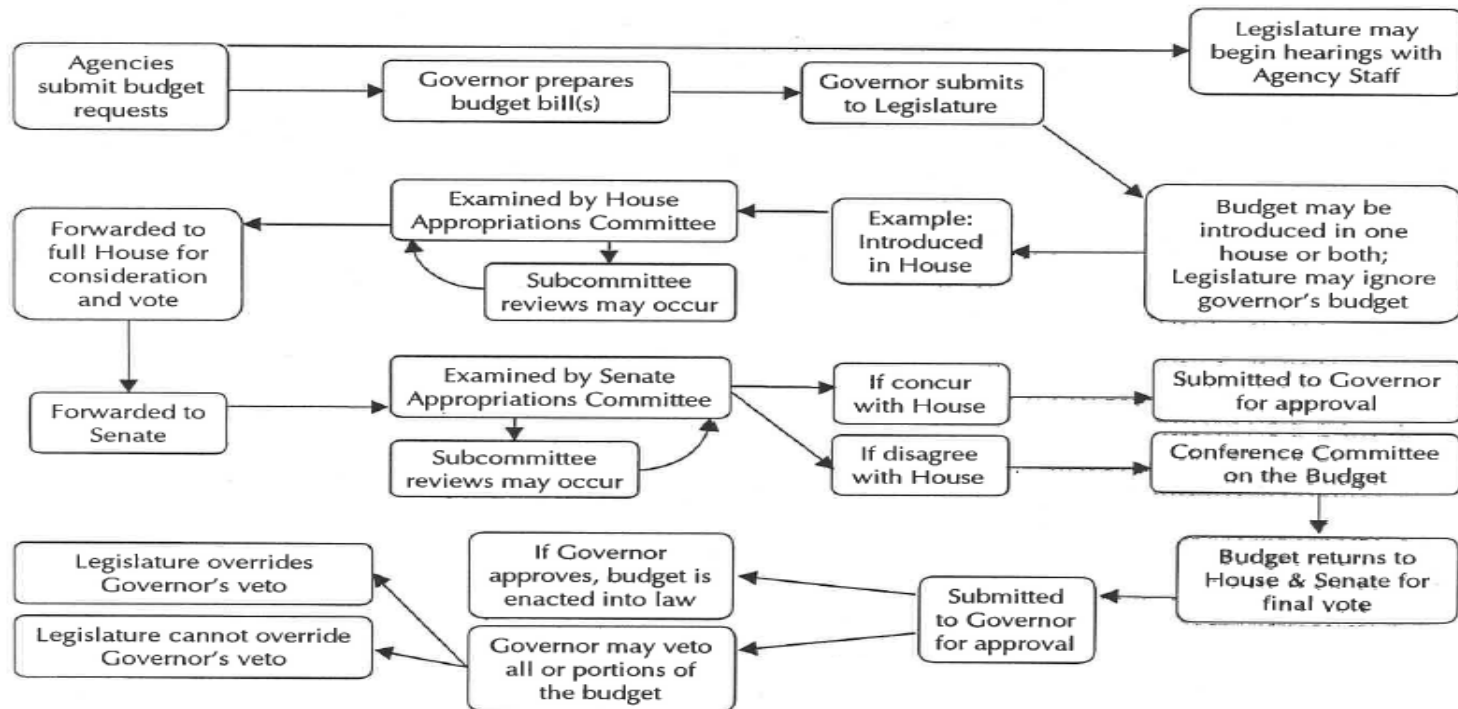 Agencies
submit budget
requests
Governor prepares
budget bill(s)
Governor submits
to Legislature
Legislature may
begin hearings with
Agency Staff
Budget may be
introduced in one
house or both;
Legislature may ignore
governor's budget
Example:
Introduced
in House
Examined by House
Appropriations Committee
Subcommittee
reviews may occur
Forwarded to
full House for
consideration
and vote
Forwarded to
Senate
Examined by Senate
Appropriations Committee
Subcommittee
reviews may occur
If concur
with House
Submitted to Governor
for approval
If disagree
with House
Conference Committee
on the Budget
Budget returns to
House & Senate for
final vote
Submitted
to Governor
for approval
If Governor
approves, budget is
enacted into law
Governor may veto
all or portions of
the budget
Legislature overrides
Governor's veto
Legislature cannot override
Governor's veto